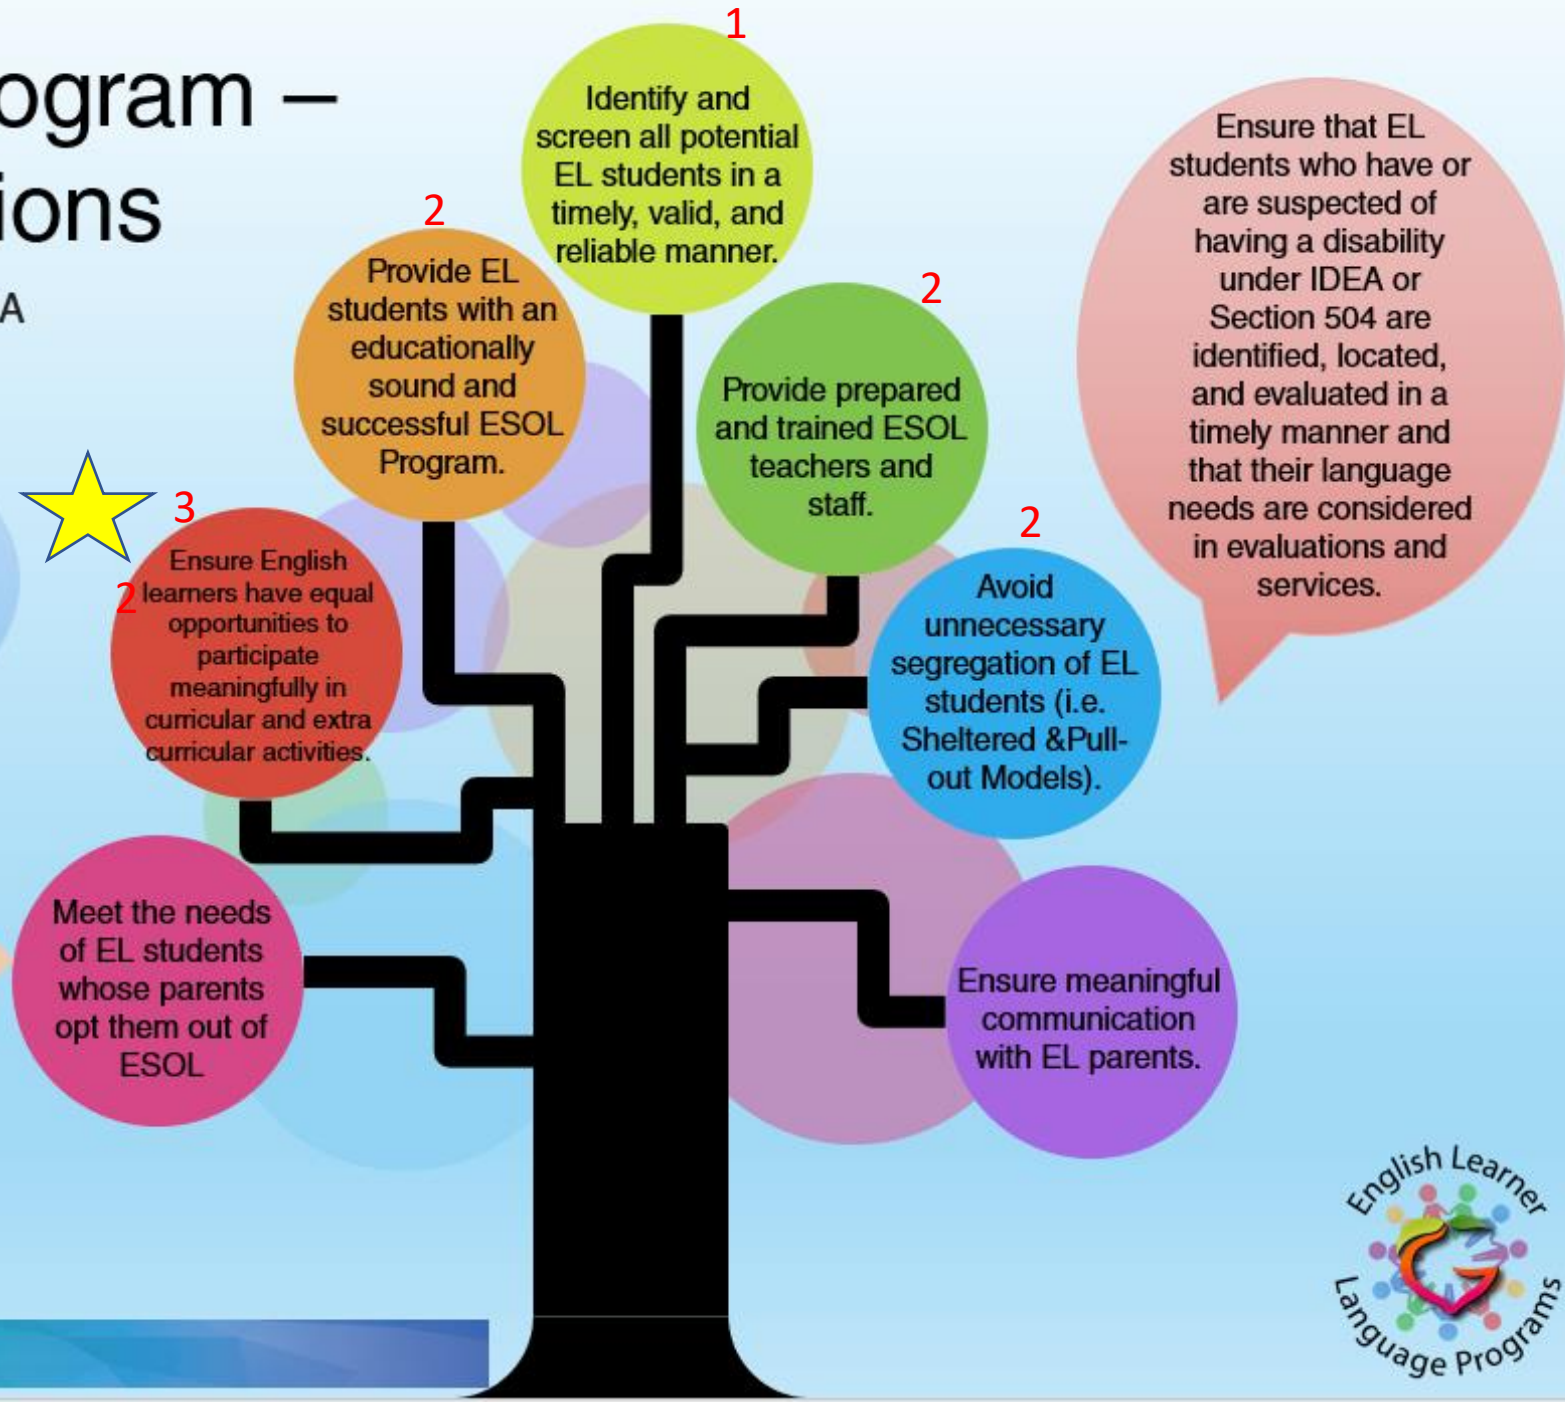 ogram –
ions
A
1
Identify and
screen all potential
EL students in a
timely, valid, and
reliable manner.
2
Provide EL
students with an
educationally
sound and
successful ESOL
Program.
2
Provide prepared
and trained ESOL
teachers and
staff.
Ensure that EL
students who have or
are suspected of
having a disability
under IDEA or
Section 504 are
identified, located,
and evaluated in a
timely manner and
that their language
needs are considered
in evaluations and
services.
3
2
Ensure English
learners have equal
opportunities to
participate
meaningfully in
curricular and extra
curricular activities.
2
Avoid
unnecessary
segregation of EL
students (i.e.
Sheltered &Pull-
out Models).
Meet the needs
of EL students
whose parents
opt them out of
ESOL
Ensure meaningful
communication
with EL parents.
English Learner
G
Language Programs